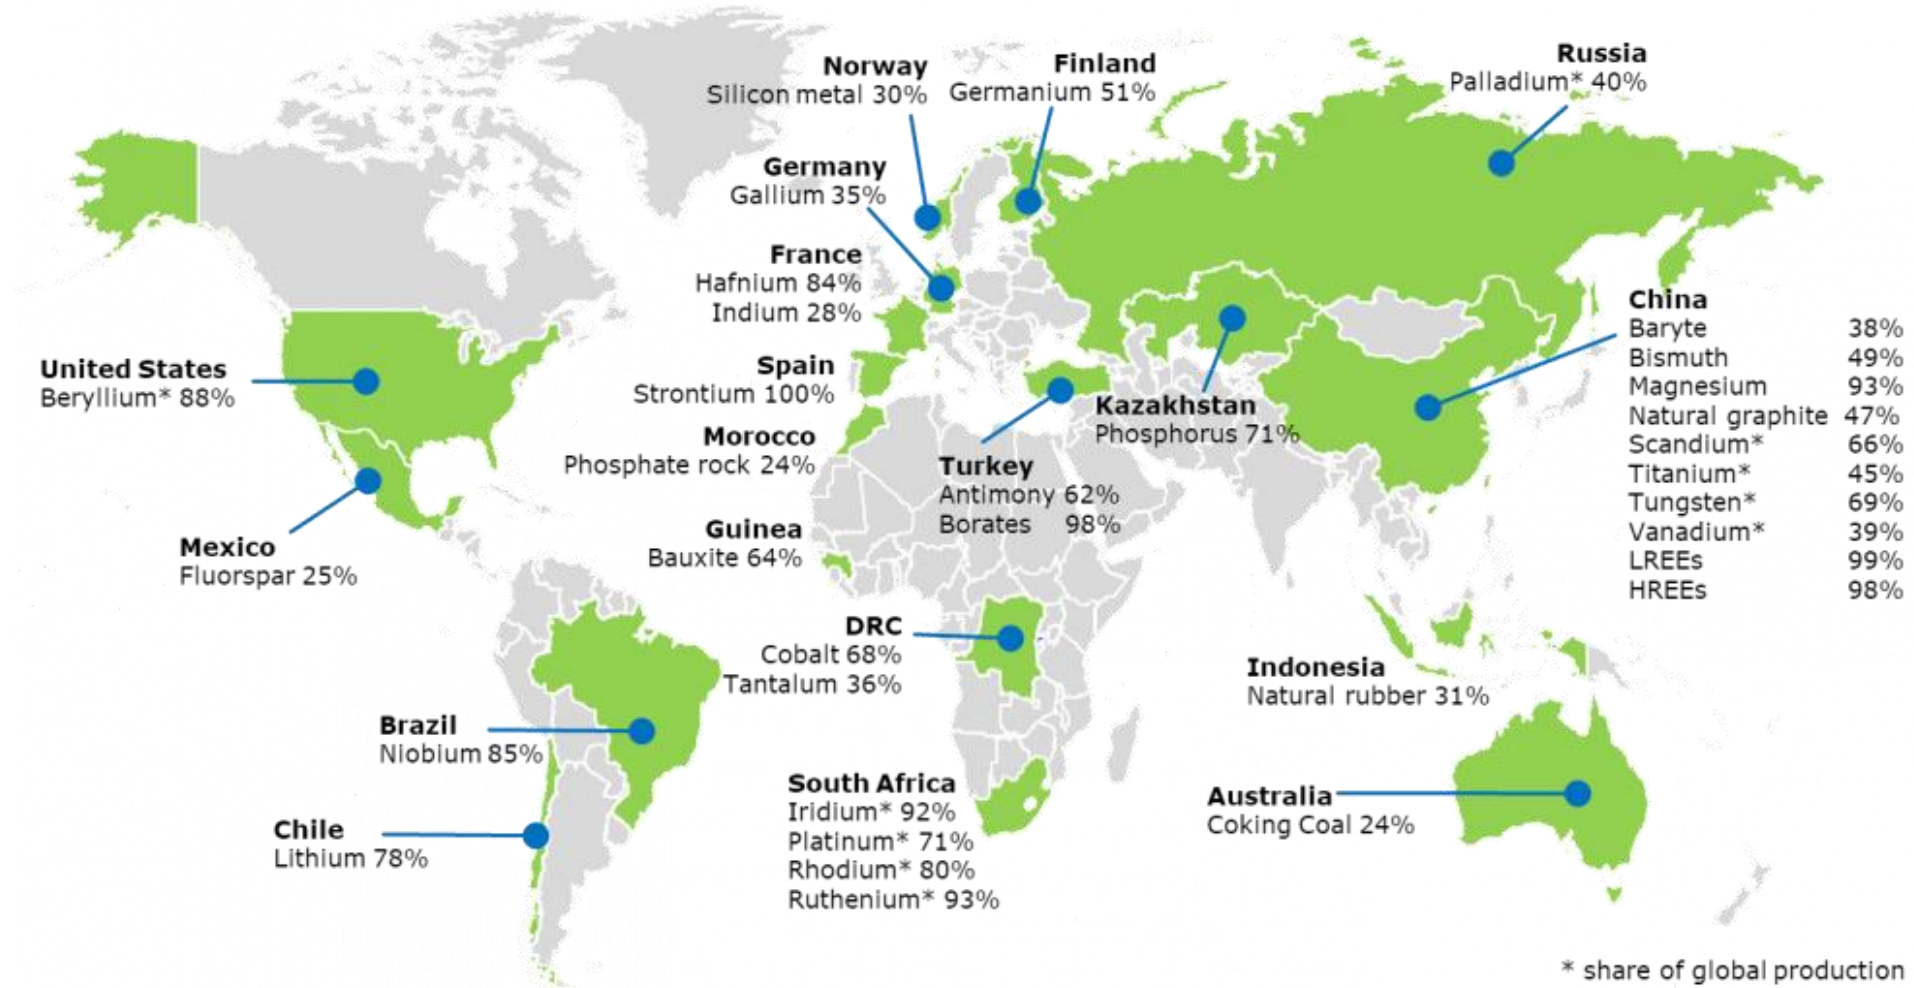 Norway
Silicon metal 30%
Finland
Germanium 51%
Russia
Palladium* 40%
Germany
Gallium 35%
France
Hafnium 84%
Indium 28%
China
Baryte 38%
Bismuth 49%
Magnesium 93%
Natural graphite 47%
Scandium* 66%
Titanium* 45%
Tungsten* 69%
Vanadium* 39%
LREEs 99%
HREEs 98%
United States
Beryllium* 88%
Spain
Strontium 100%
Kazakhstan
Phosphorus 71%
Morocco
Phosphate rock 24%
Turkey
Antimony 62%
Borates 98%
Mexico
Fluorspar 25%
Guinea
Bauxite 64%
DRC
Cobalt 68%
Tantalum 36%
Indonesia
Natural rubber 31%
Brazil
Niobium 85%
South Africa
Iridium* 92%
Platinum* 71%
Rhodium* 80%
Ruthenium* 93%
Australia
Coking Coal 24%
Chile
Lithium 78%
* share of global production